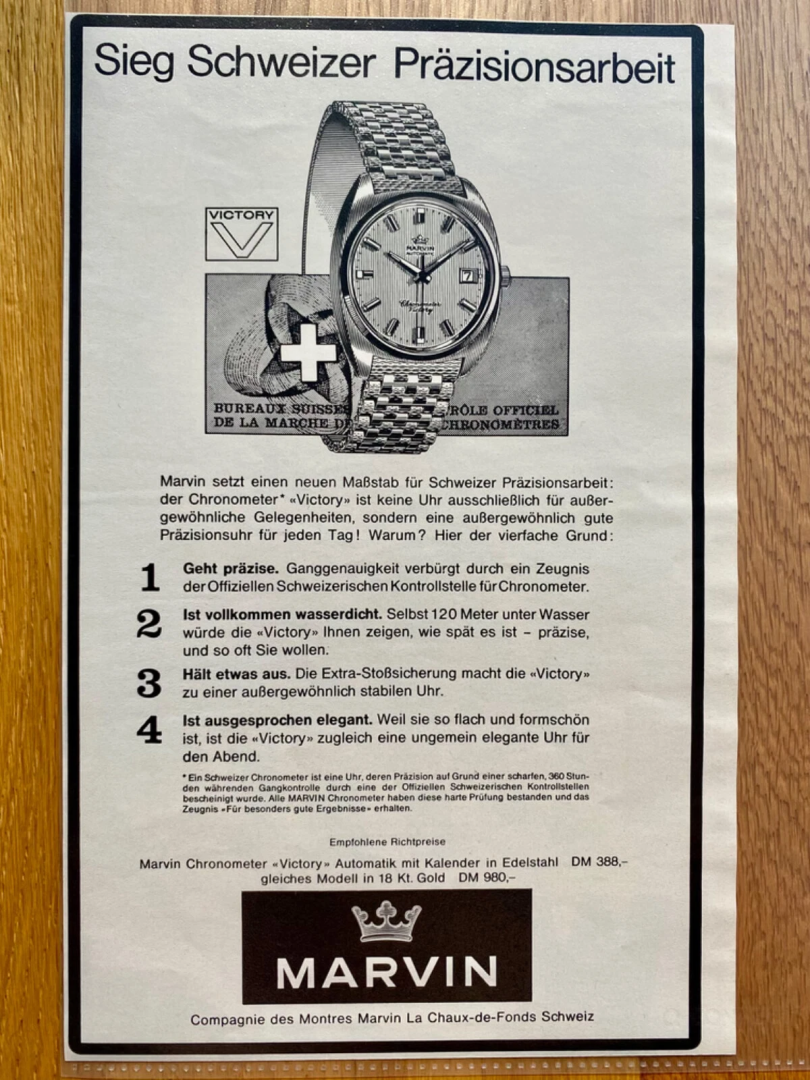 Sieg Schweizer Präzisionsarbeit
VICTORY
V
MARVIN
AUTOMATIC
7
Chronometer
Victory
BUREAUX SUISSES
RÔLE OFFICIEL
DE LA MARCHE DE
CHRONOMÈTRES
Marvin setzt einen neuen Maßstab für Schweizer Präzisionsarbeit:
der Chronometer* «Victory» ist keine Uhr ausschließlich für außer-
gewöhnliche Gelegenheiten, sondern eine außergewöhnlich gute
Präzisionsuhr für jeden Tag! Warum? Hier der vierfache Grund:
1 Geht präzise. Ganggenauigkeit verbürgt durch ein Zeugnis
der Offiziellen Schweizerischen Kontrollstelle für Chronometer.
2 Ist vollkommen wasserdicht. Selbst 120 Meter unter Wasser
würde die «Victory» Ihnen zeigen, wie spät es ist – präzise,
und so oft Sie wollen.
3 Hält etwas aus. Die Extra-Stoßsicherung macht die «Victory»
zu einer außergewöhnlich stabilen Uhr.
4 Ist ausgesprochen elegant. Weil sie so flach und formschön
ist, ist die «Victory» zugleich eine ungemein elegante Uhr für
den Abend.
* Ein Schweizer Chronometer ist eine Uhr, deren Präzision auf Grund einer scharfen, 360 Stun-
den währenden Gangkontrolle durch eine der Offiziellen Schweizerischen Kontrollstellen
bescheinigt wurde. Alle MARVIN Chronometer haben diese harte Prüfung bestanden und das
Zeugnis «Für besonders gute Ergebnisse» erhalten.
Empfohlene Richtpreise
Marvin Chronometer «Victory» Automatik mit Kalender in Edelstahl DM 388,–
gleiches Modell in 18 Kt. Gold DM 980,–
MARVIN
Compagnie des Montres Marvin La Chaux-de-Fonds Schweiz